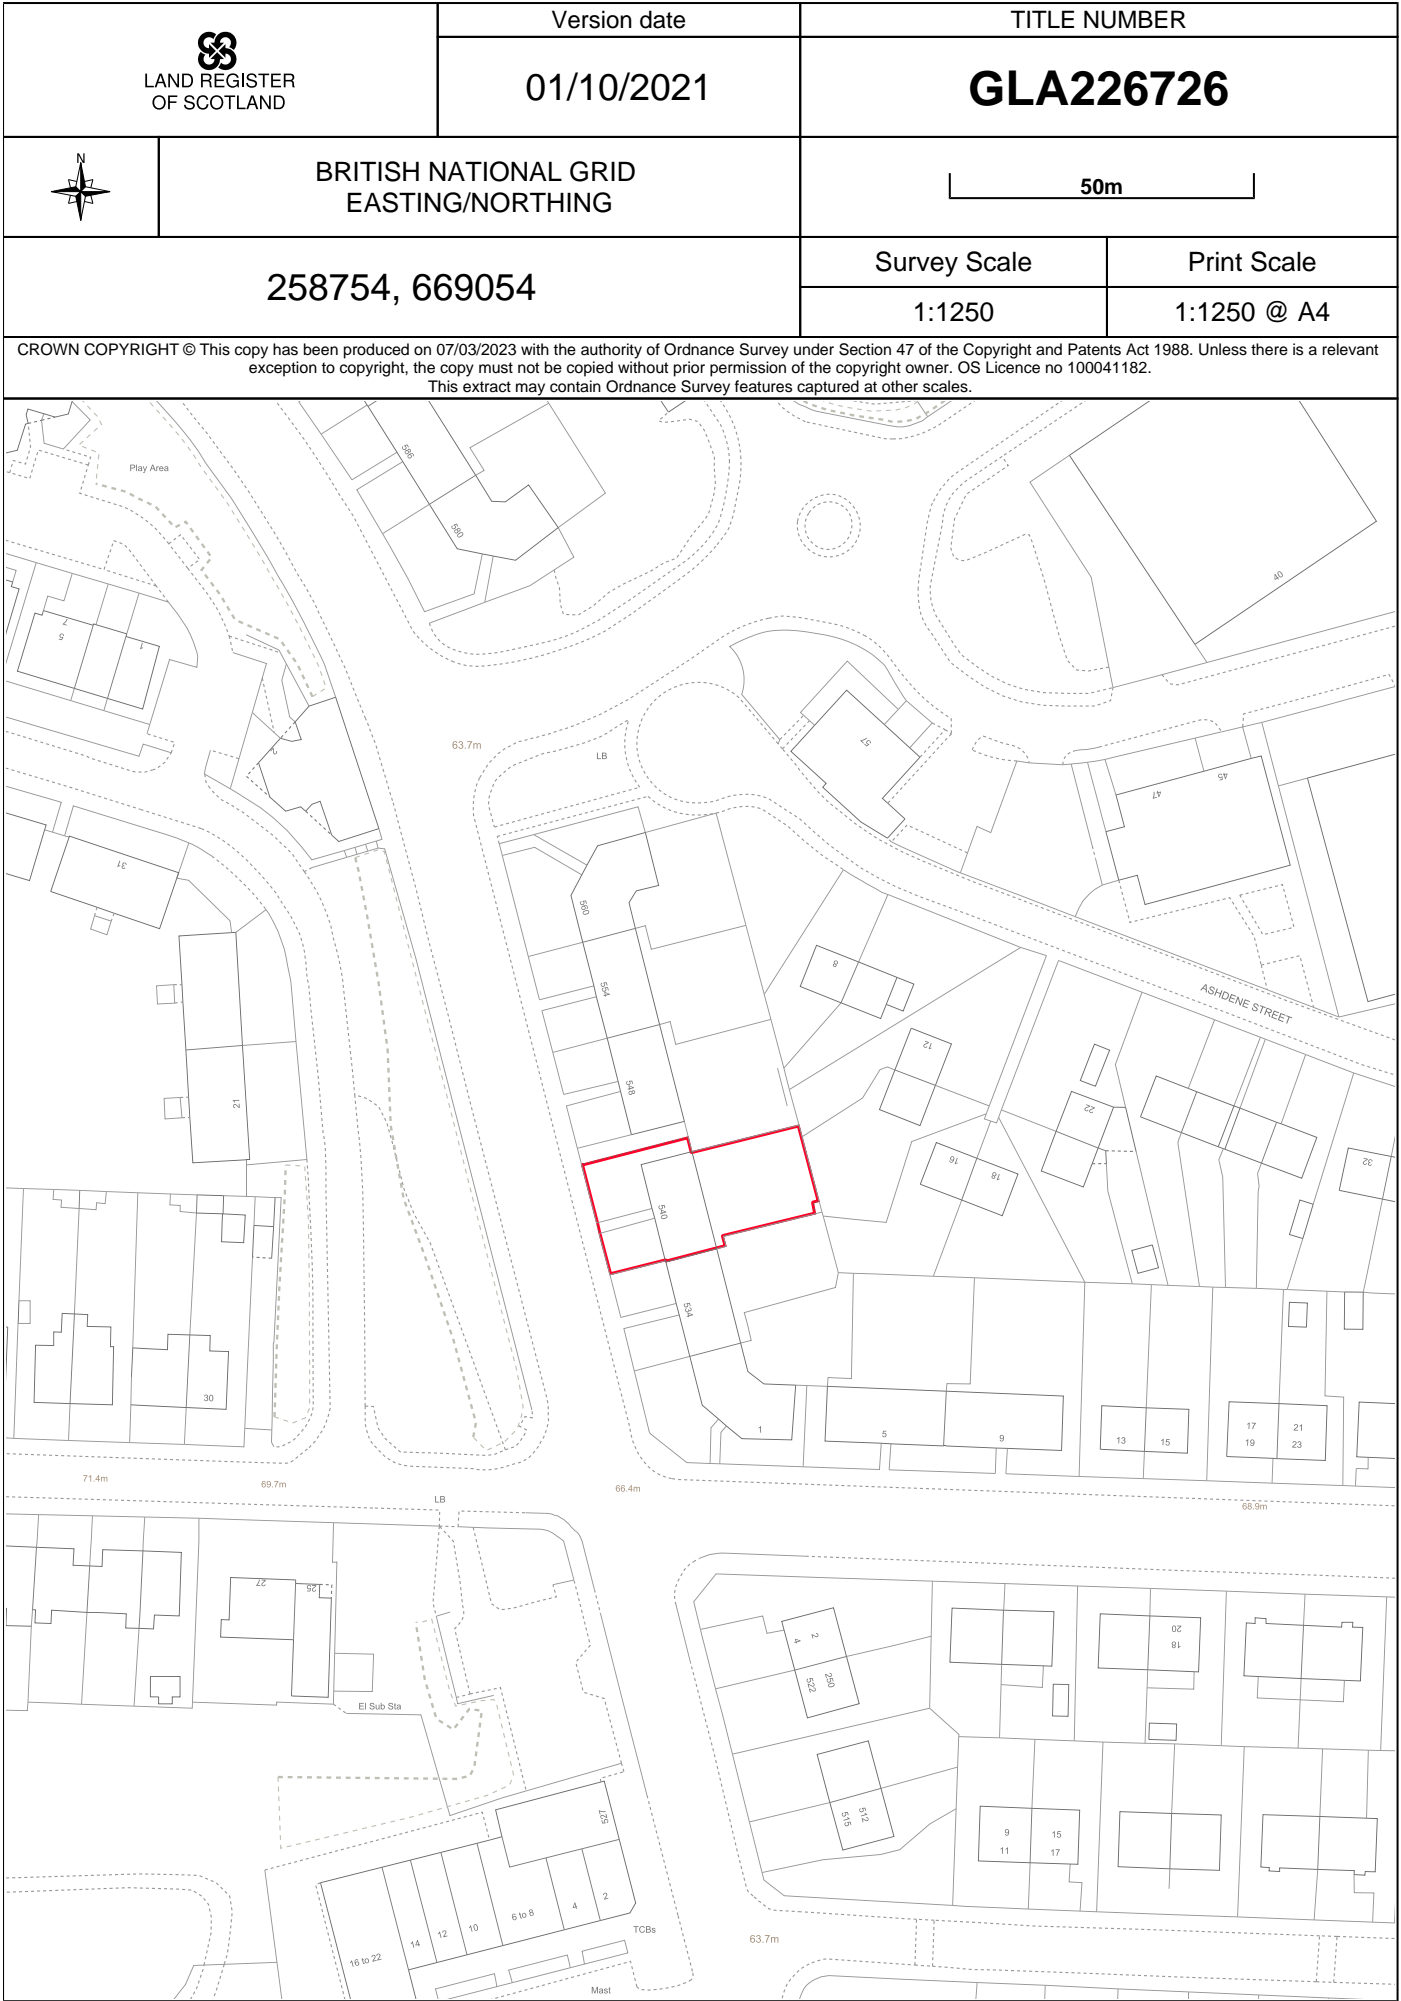 LAND REGISTER
OF SCOTLAND
Version date
01/10/2021
TITLE NUMBER
GLA226726
N
BRITISH NATIONAL GRID
EASTING/NORTHING
50m
258754, 669054
Survey Scale
Print Scale
1:1250
1:1250 @ A4
CROWN COPYRIGHT © This copy has been produced on 07/03/2023 with the authority of Ordnance Survey under Section 47 of the Copyright and Patents Act 1988. Unless there is a relevant
exception to copyright, the copy must not be copied without prior permission of the copyright owner. OS Licence no 100041182.
This extract may contain Ordnance Survey features captured at other scales.
Play Area
586
580
40
7
5
1
2
63.7m
LB
57
45
47
31
560
554
8
ASHDENE STREET
12
548
22
21
16
18
32
540
534
30
1
5
9
13
15
17
21
19
23
71.4m
69.7m
66.4m
LB
68.9m
27
25
2
4
250
522
20
18
El Sub Sta
527
512
515
9
15
11
17
2
4
6 to 8
10
12
14
16 to 22
TCBs
63.7m
Mast